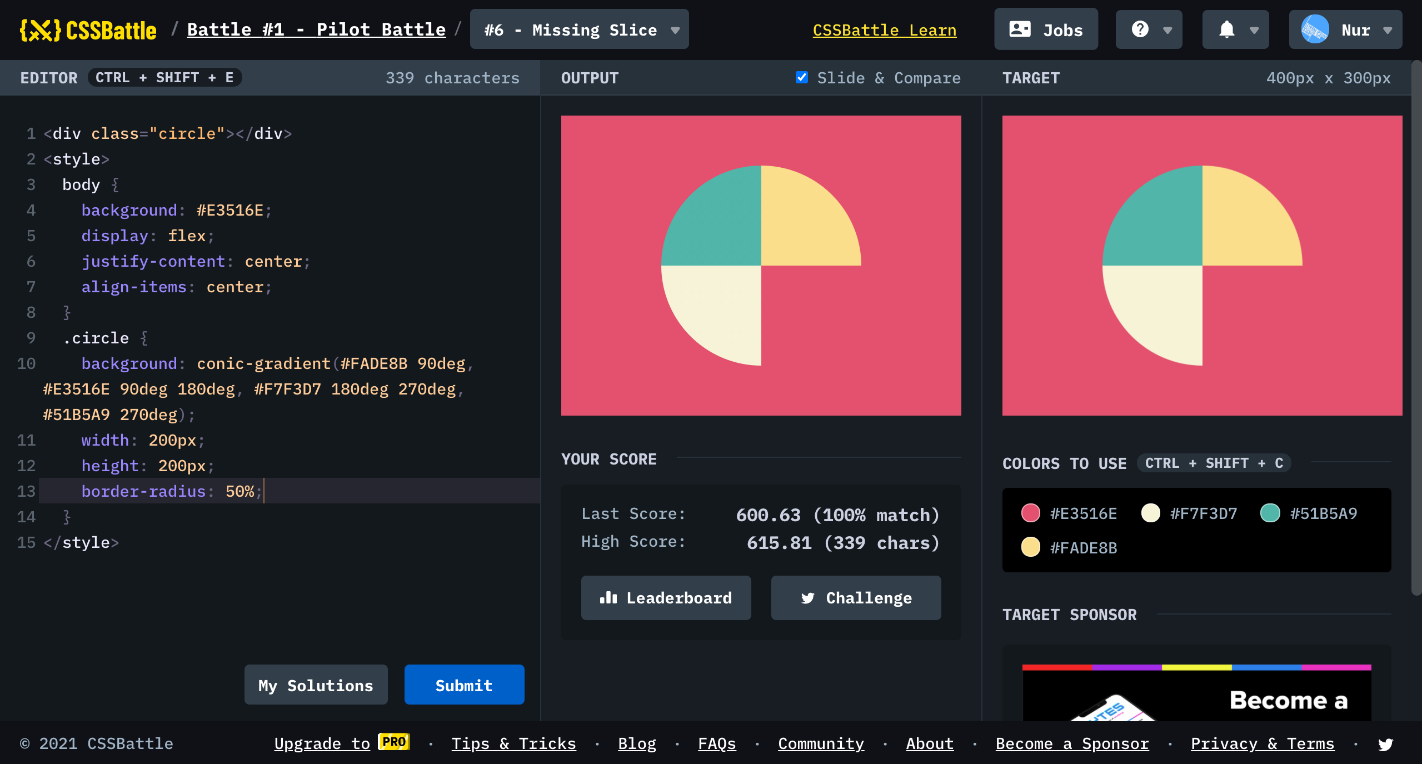 {X} CSSBattle / Battle #1 - Pilot Battle / #6 - Missing Slice CSSBattle Learn Jobs Nur
EDITOR CTRL + SHIFT + E 339 characters OUTPUT Slide & Compare TARGET 400px x 300px
1 <div class="circle"></div>
2 <style>
3 body {
4 background: #E3516E;
5 display: flex;
6 justify-content: center;
7 align-items: center;
8 }
9 .circle {
10 background: conic-gradient(#FADE8B 90deg,
#E3516E 90deg 180deg, #F7F3D7 180deg 270deg,
#51B5A9 270deg);
11 width: 200px;
12 height: 200px;
13 border-radius: 50%;
14 }
15 </style>
My Solutions Submit
YOUR SCORE
Last Score: 600.63 (100% match)
High Score: 615.81 (339 chars)
Leaderboard Challenge
COLORS TO USE CTRL + SHIFT + C
#E3516E #F7F3D7 #51B5A9
#FADE8B
TARGET SPONSOR
Become a
© 2021 CSSBattle Upgrade to PRO · Tips & Tricks · Blog · FAQs · Community · About · Become a Sponsor · Privacy & Terms ·